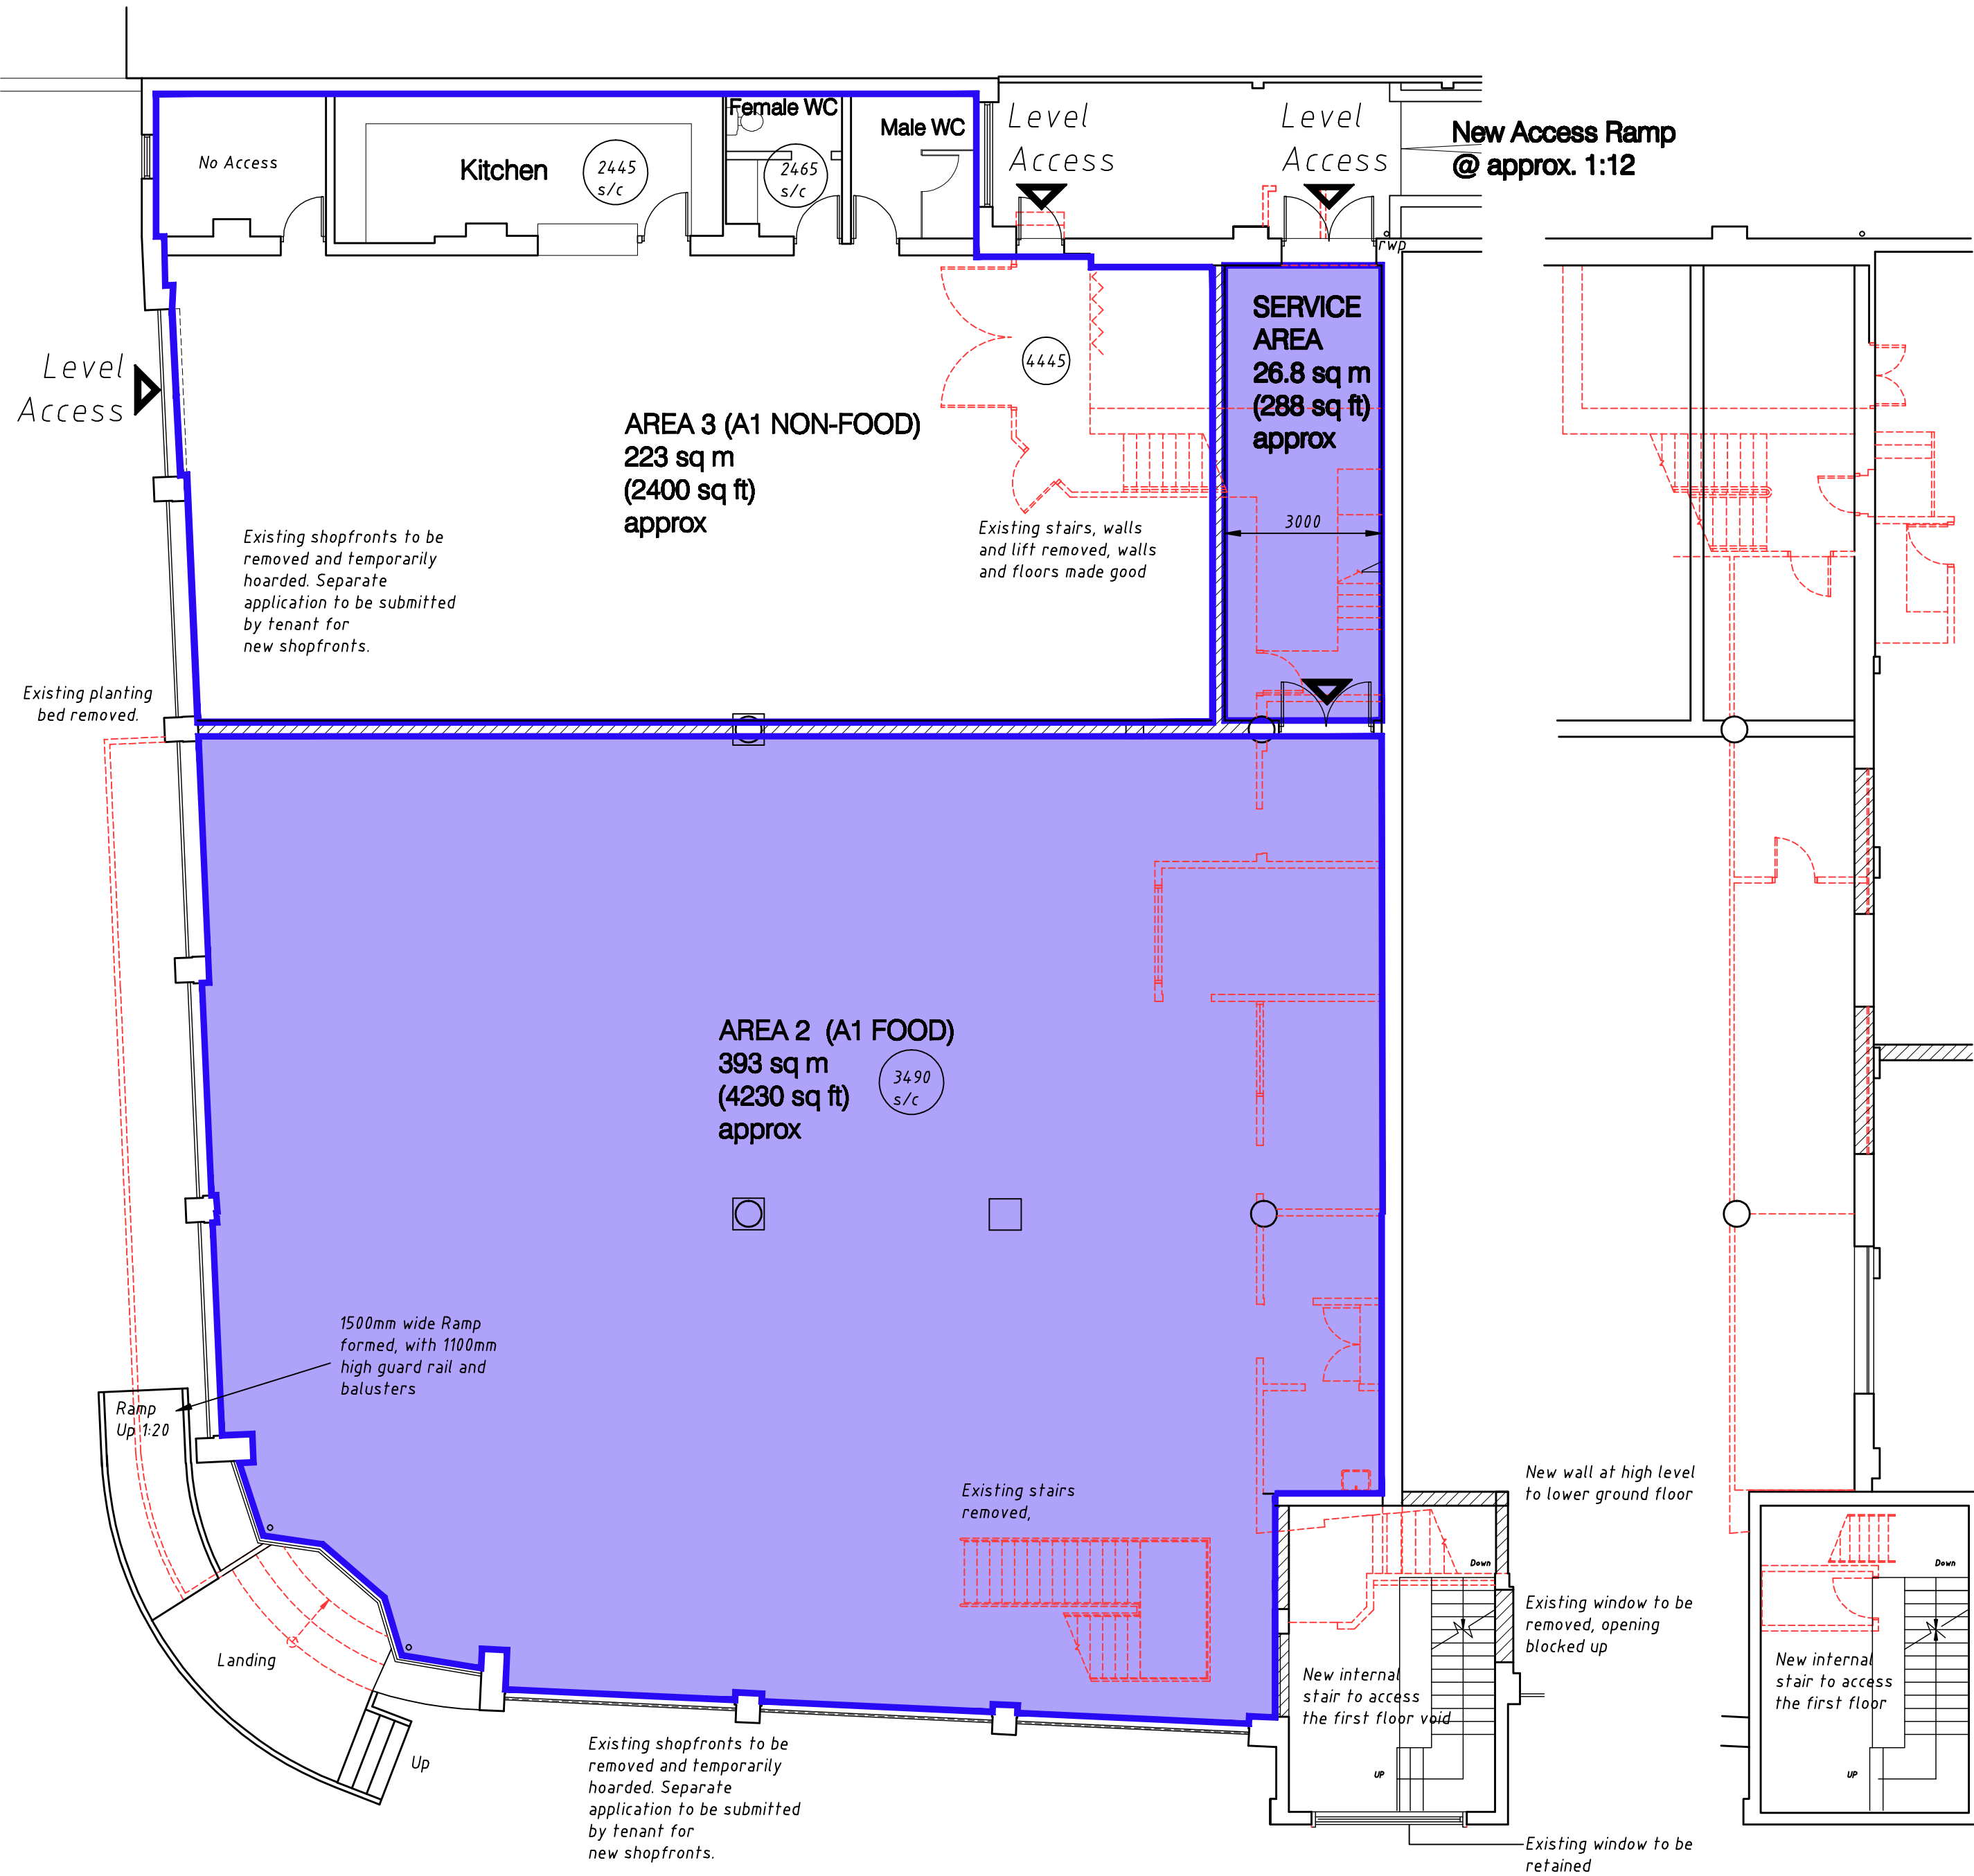 Female WC
Male WC
No Access
Kitchen
2445
s/c
2465
s/c
Level
Access
Level
Access
New Access Ramp
@ approx. 1:12
rwp
SERVICE
AREA
26.8 sq m
(288 sq ft)
approx
Level
Access
4445
AREA 3 (A1 NON-FOOD)
223 sq m
(2400 sq ft)
approx
3000
Existing shopfronts to be
removed and temporarily
hoarded. Separate
application to be submitted
by tenant for
new shopfronts.
Existing stairs, walls
and lift removed, walls
and floors made good
Existing planting
bed removed.
AREA 2 (A1 FOOD)
393 sq m
(4230 sq ft)
approx
3490
s/c
1500mm wide Ramp
formed, with 1100mm
high guard rail and
balusters
Ramp
Up 1:20
Existing stairs
removed,
New wall at high level
to lower ground floor
Down
Down
Existing window to be
removed, opening
blocked up
Landing
New internal
stair to access
the first floor void
New internal
stair to access
the first floor
Up
UP
UP
Existing shopfronts to be
removed and temporarily
hoarded. Separate
application to be submitted
by tenant for
new shopfronts.
Existing window to be
retained